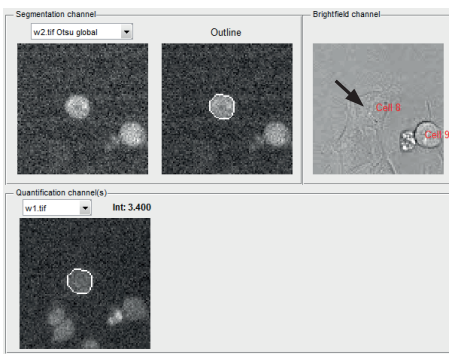 Segmentation channel
w2.tif Otsu global
Outline
Brightfield channel
Cell 8
Cell 9
Quantification channel(s)
w1.tif
Int: 3.400